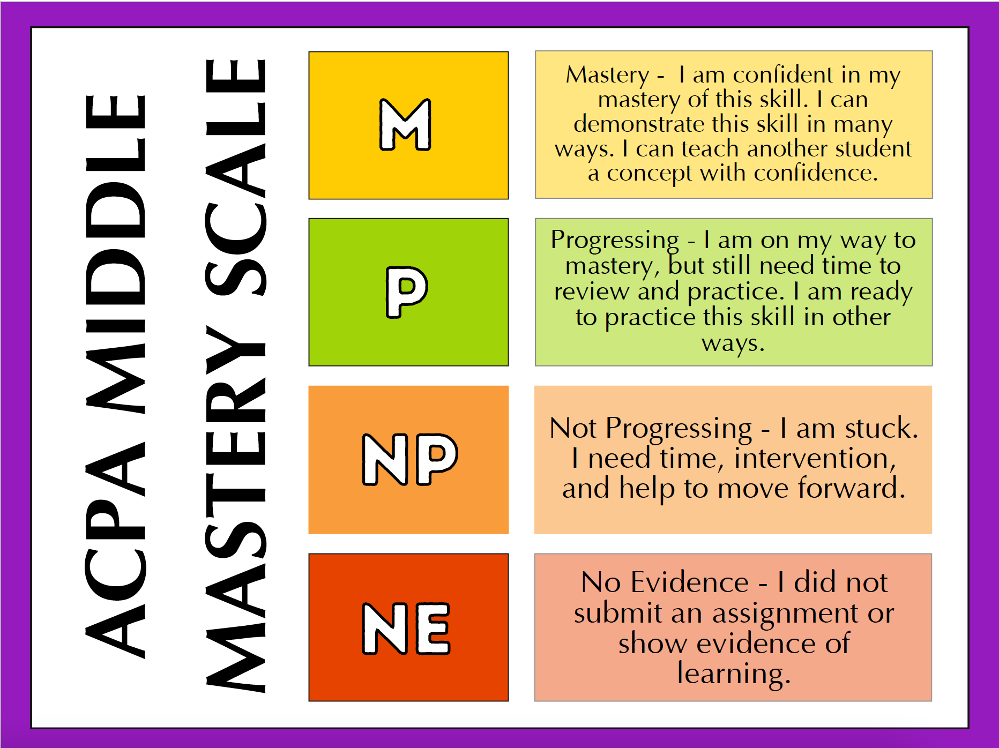 ACPA MIDDLE
MASTERY SCALE
M
Mastery -  I am confident in my
mastery of this skill. I can
demonstrate this skill in many
ways. I can teach another student
a concept with confidence.
P
Progressing - I am on my way to
mastery, but still need time to
review and practice. I am ready
to practice this skill in other
ways.
NP
Not Progressing - I am stuck.
I need time, intervention,
and help to move forward.
NE
No Evidence - I did not
submit an assignment or
show evidence of
learning.